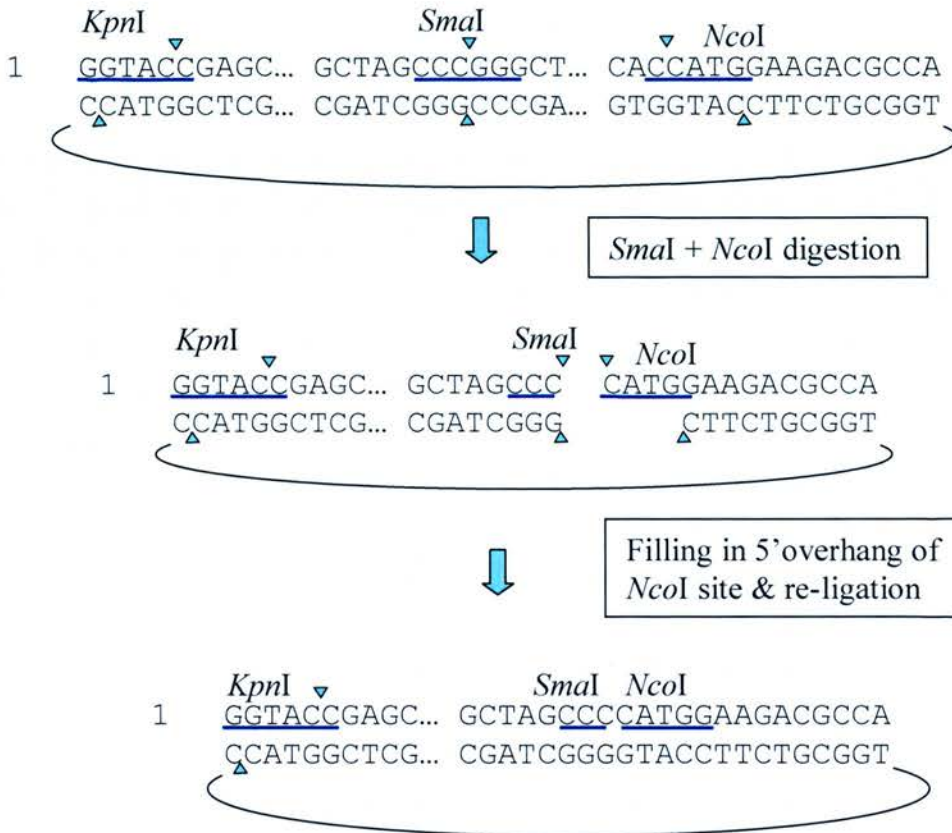 KpnI SmaI NcoI
1 GGTACCGAGC... GCTAGCCCGGGCT... CACCATGGAAGACGCCA
CCATGGCTCG... CGATCGGGCCCGA... GTGGTACCTTCTGCGGT
SmaI + NcoI digestion
KpnI SmaI NcoI
1 GGTACCGAGC... GCTAGCCC CATGGAAGACGCCA
CCATGGCTCG... CGATCGGG CTTCTGCGGT
Filling in 5’overhang of
NcoI site & re-ligation
KpnI SmaI NcoI
1 GGTACCGAGC... GCTAGCCCCATGGAAGACGCCA
CCATGGCTCG... CGATCGGGGTACCTTCTGCGGT